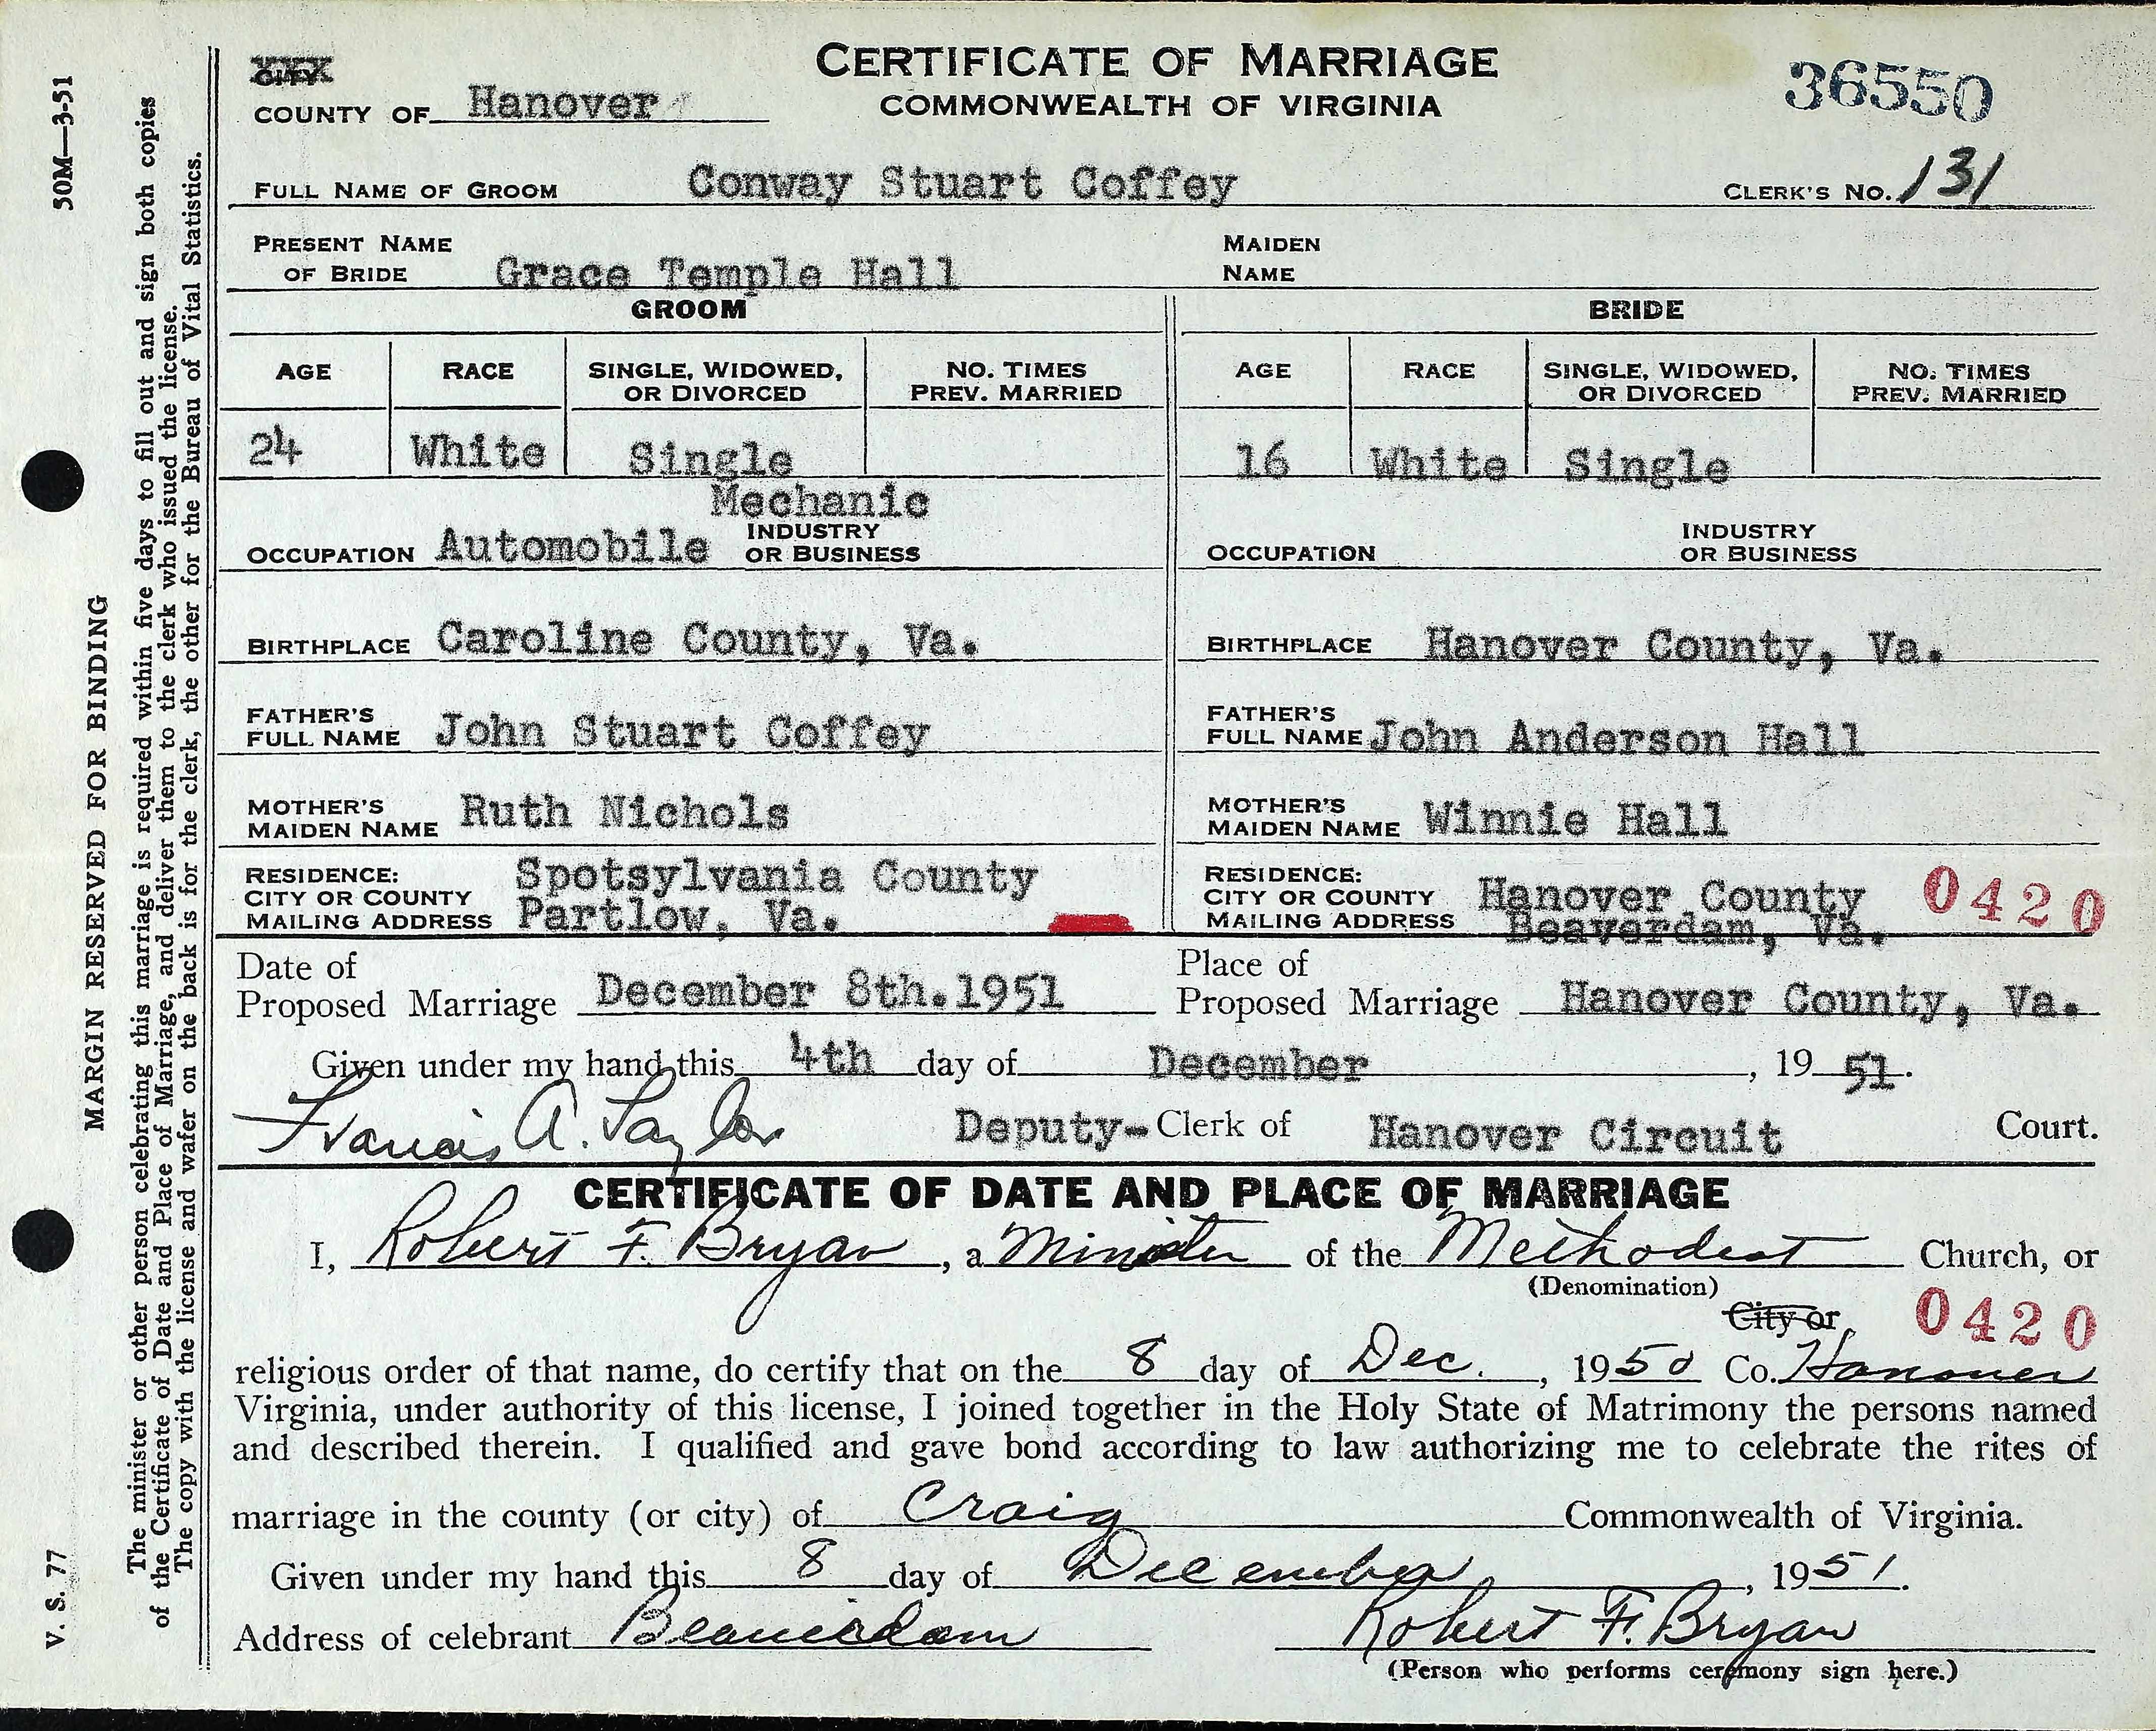 CITY XXX
CERTIFICATE OF MARRIAGE
36550
COUNTY OF Hanover
COMMONWEALTH OF VIRGINIA
FULL NAME OF GROOM Conway Stuart Coffey CLERK'S NO. 131
PRESENT NAME OF BRIDE Grace Temple Hall MAIDEN NAME
GROOM
AGE RACE SINGLE, WIDOWED, OR DIVORCED NO. TIMES PREV. MARRIED
24 White Single
Mechanic
OCCUPATION Automobile INDUSTRY OR BUSINESS
BIRTHPLACE Caroline County, Va.
FATHER'S FULL NAME John Stuart Coffey
MOTHER'S MAIDEN NAME Ruth Nichols
RESIDENCE: CITY OR COUNTY Spotsylvania County
MAILING ADDRESS Partlow, Va.
BRIDE
AGE RACE SINGLE, WIDOWED, OR DIVORCED NO. TIMES PREV. MARRIED
16 White Single
OCCUPATION INDUSTRY OR BUSINESS
BIRTHPLACE Hanover County, Va.
FATHER'S FULL NAME John Anderson Hall
MOTHER'S MAIDEN NAME Winnie Hall
RESIDENCE: CITY OR COUNTY Hanover County 0420
MAILING ADDRESS Beaverdam, Va.
Date of Proposed Marriage December 8th.1951 Place of Proposed Marriage Hanover County, Va.
Given under my hand this 4th day of December, 19 51.
Francis A. Taylor Deputy-Clerk of Hanover Circuit Court.
CERTIFICATE OF DATE AND PLACE OF MARRIAGE
I, Robert F. Bryan, a Minister of the Methodist Church, or
(Denomination)
City or 0420
religious order of that name, do certify that on the 8 day of Dec., 1950 Co. Hanover
Virginia, under authority of this license, I joined together in the Holy State of Matrimony the persons named
and described therein. I qualified and gave bond according to law authorizing me to celebrate the rites of
marriage in the county (or city) of Craig Commonwealth of Virginia.
Given under my hand this 8 day of December, 1951.
Address of celebrant Beaverdam Robert F. Bryan
(Person who performs ceremony sign here.)
V. S. 77 50M—3-51
MARGIN RESERVED FOR BINDING
The minister or other person celebrating this marriage is required within five days to fill out and sign both copies
of the Certificate of Date and Place of Marriage, and deliver them to the clerk who issued the license.
The copy with the license and wafer on the back is for the clerk, the other for the Bureau of Vital Statistics.